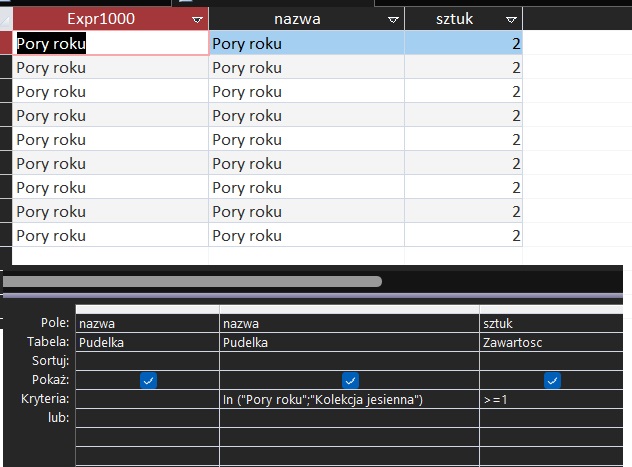 Expr1000 nazwa sztuk
Pory roku Pory roku 2
Pory roku Pory roku 2
Pory roku Pory roku 2
Pory roku Pory roku 2
Pory roku Pory roku 2
Pory roku Pory roku 2
Pory roku Pory roku 2
Pory roku Pory roku 2
Pory roku Pory roku 2
Pole: nazwa nazwa sztuk
Tabela: Pudelka Pudelka Zawartosc
Sortuj:
Pokaż:
Kryteria: In ("Pory roku";"Kolekcja jesienna") >=1
lub: